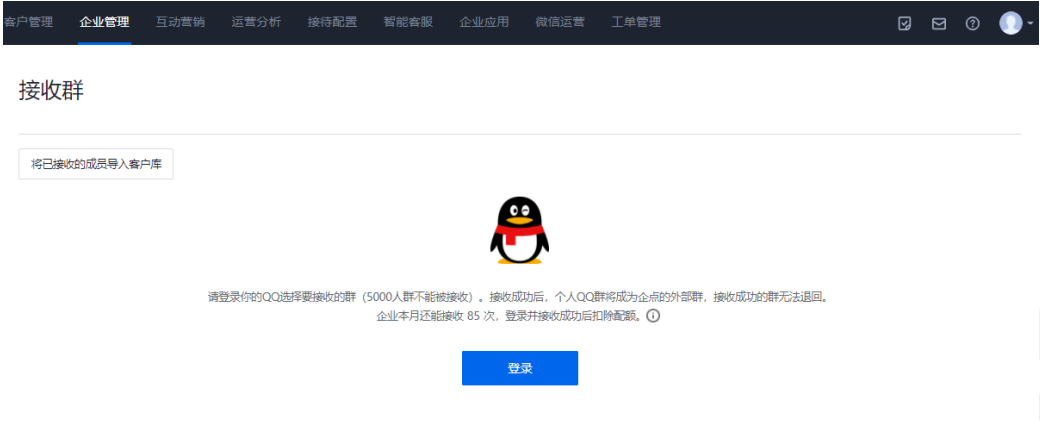 客户管理 企业管理 互动营销 运营分析 接待配置 智能客服 企业应用 微信运营 工单管理
接收群
将已接收的成员导入客户库
请登录你的QQ选择要接收的群（5000人群不能被接收）。接收成功后，个人QQ群将成为企点的外部群，接收成功的群无法退回。
企业本月还能接收 85 次，登录并接收成功后扣除配额。
登录